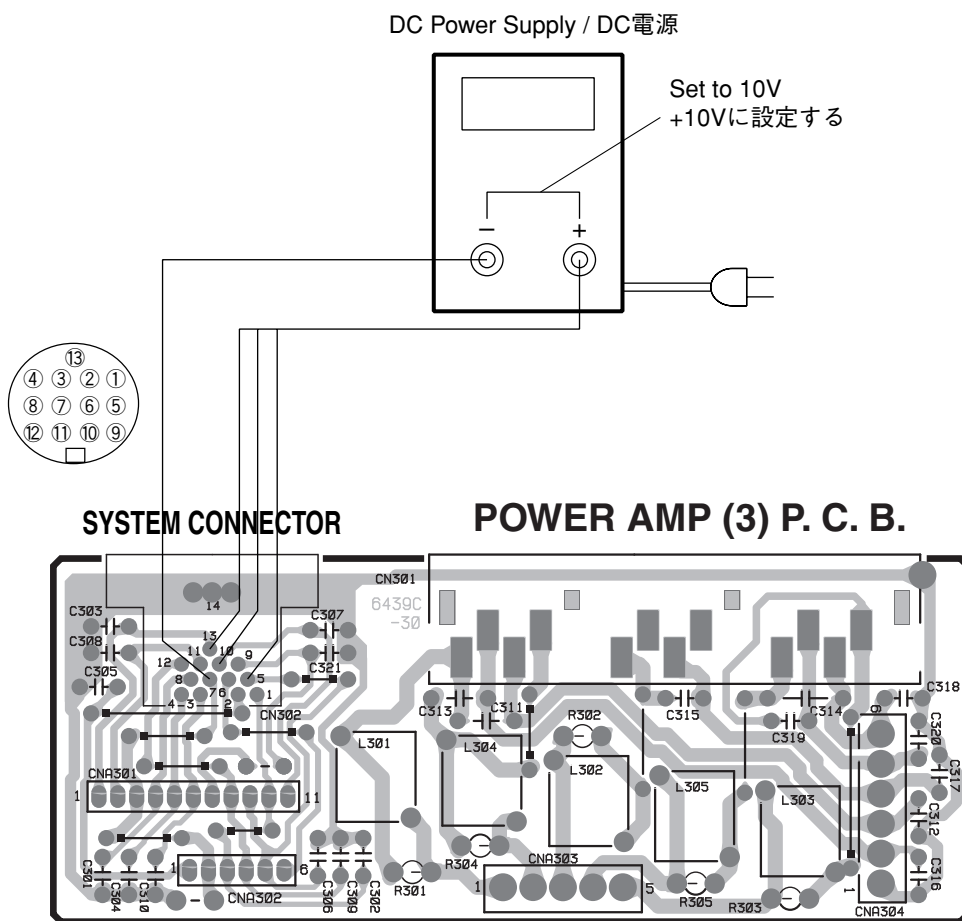 DC Power Supply / DC電源
Set to 10V
+10Vに設定する
−
+
⑬
④ ③ ② ①
⑧ ⑦ ⑥ ⑤
⑫ ⑪ ⑩ ⑨
SYSTEM CONNECTOR
POWER AMP (3) P. C. B.
CN301
6439C
-30
14
C303
C307
13
C308
11 10 9
12
C321
C305
8
7 6
5
4 3 2 1
CN302
C313
C311
C315
C314
C318
C319
R302
6
C320
L301
L304
L302
L305
L303
C317
CNA301
1
11
C312
R304
CNA303
1
5
1
6
CNA302
C301
C304
C310
C306
C309
C302
R301
R305
R303
1
C316
CNA304